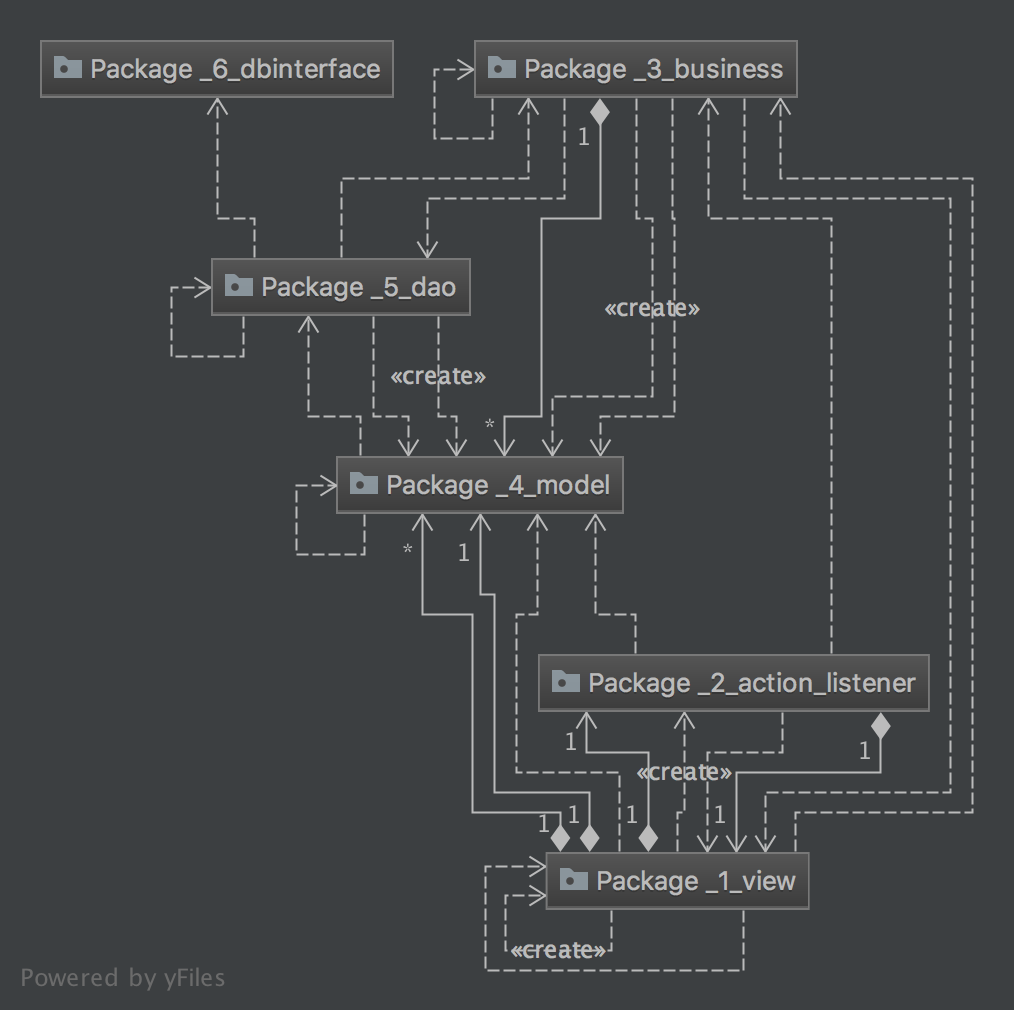 Package _6_dbinterface
Package _3_business
1
Package _5_dao
«create»
«create»
*
Package _4_model
*
1
Package _2_action_listener
1
1
«create»
1
1
1
1
Package _1_view
«create»
Powered by yFiles